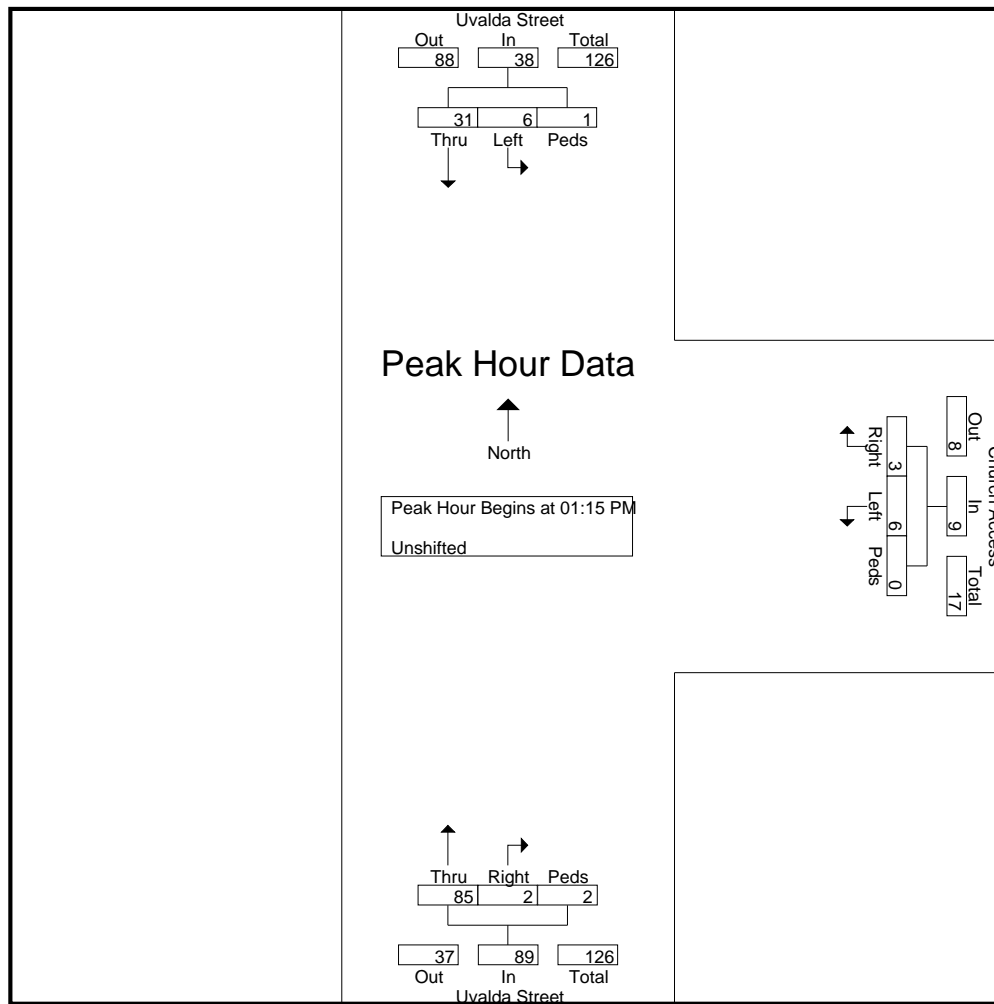 Uvalda Street
Out In Total
88 38 126
31 6 1
Thru Left Peds
Peak Hour Data
North
Peak Hour Begins at 01:15 PM
Unshifted
Church Access
Out In Total
8 9 17
3 6 0
Right Left Peds
Thru Right Peds
85 2 2
37 89 126
Out In Total
Uvalda Street